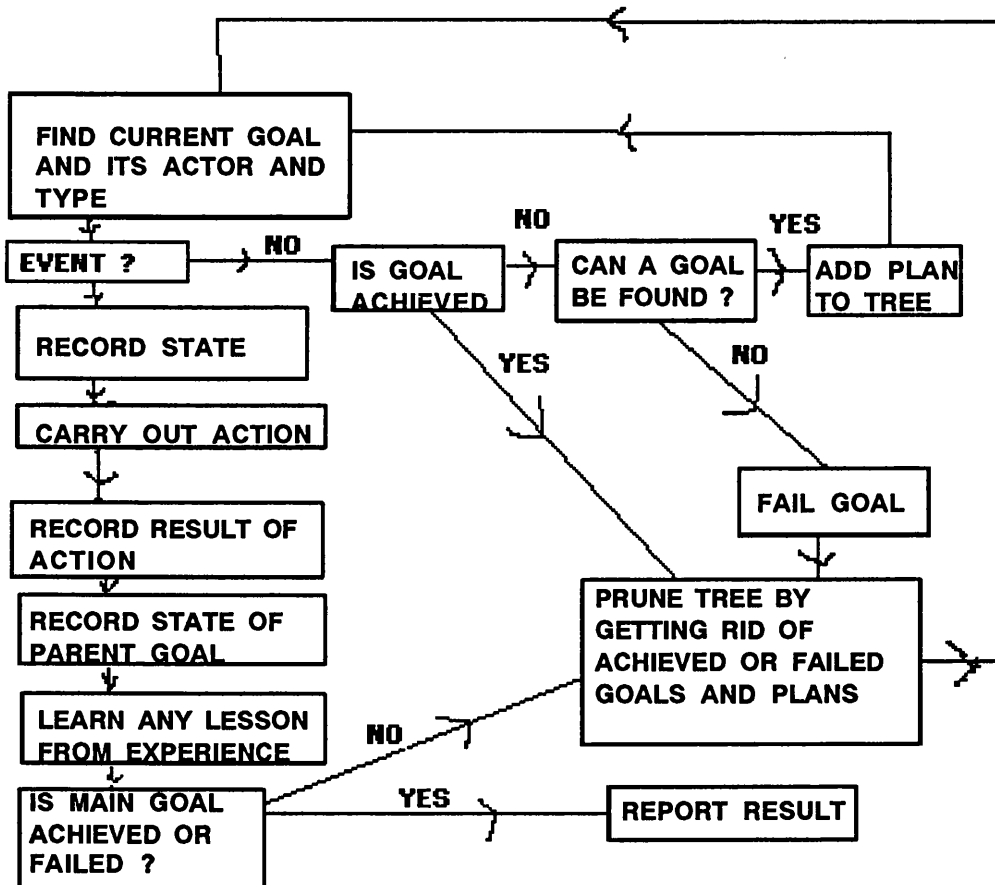 FIND CURRENT GOAL
AND ITS ACTOR AND
TYPE
EVENT ?
NO
IS GOAL
ACHIEVED
NO
CAN A GOAL
BE FOUND ?
YES
ADD PLAN
TO TREE
RECORD STATE
YES
NO
CARRY OUT ACTION
FAIL GOAL
RECORD RESULT OF
ACTION
PRUNE TREE BY
GETTING RID OF
ACHIEVED OR FAILED
GOALS AND PLANS
RECORD STATE OF
PARENT GOAL
LEARN ANY LESSON
FROM EXPERIENCE
NO
IS MAIN GOAL
ACHIEVED OR
FAILED ?
YES
REPORT RESULT